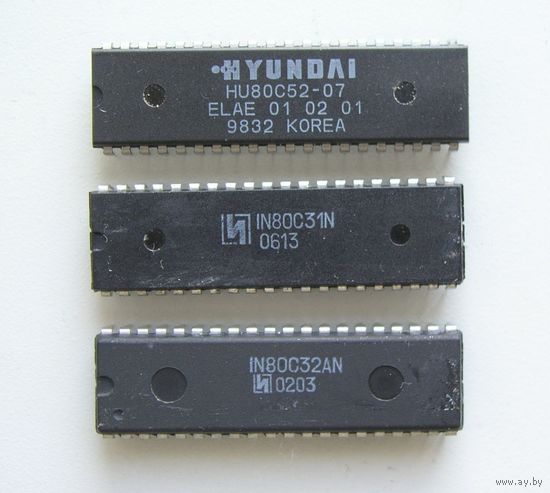 HYUNDAI
HU80C52-07
ELAE 01 02 01
9832 KOREA
IN80C31N
0613
IN80C32AN
0203
www.ay.by